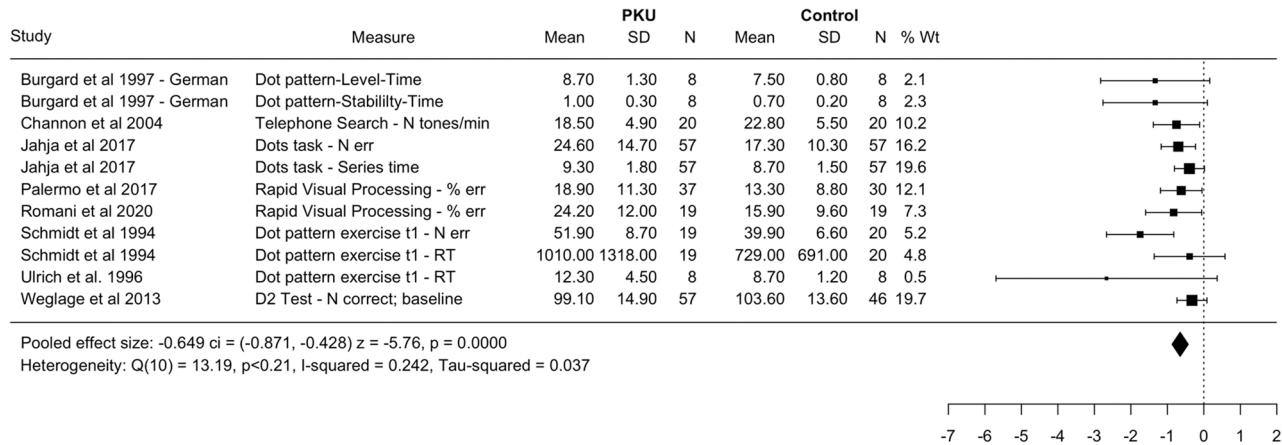 PKU Control
Study Measure Mean SD N Mean SD N % Wt
Burgard et al 1997 - German Dot pattern-Level-Time 8.70 1.30 8 7.50 0.80 8 2.1
Burgard et al 1997 - German Dot pattern-Stabililty-Time 1.00 0.30 8 0.70 0.20 8 2.3
Channon et al 2004 Telephone Search - N tones/min 18.50 4.90 20 22.80 5.50 20 10.2
Jahja et al 2017 Dots task - N err 24.60 14.70 57 17.30 10.30 57 16.2
Jahja et al 2017 Dots task - Series time 9.30 1.80 57 8.70 1.50 57 19.6
Palermo et al 2017 Rapid Visual Processing - % err 18.90 11.30 37 13.30 8.80 30 12.1
Romani et al 2020 Rapid Visual Processing - % err 24.20 12.00 19 15.90 9.60 19 7.3
Schmidt et al 1994 Dot pattern exercise t1 - N err 51.90 8.70 19 39.90 6.60 20 5.2
Schmidt et al 1994 Dot pattern exercise t1 - RT 1010.00 1318.00 19 729.00 691.00 20 4.8
Ulrich et al. 1996 Dot pattern exercise t1 - RT 12.30 4.50 8 8.70 1.20 8 0.5
Weglage et al 2013 D2 Test - N correct; baseline 99.10 14.90 57 103.60 13.60 46 19.7
Pooled effect size: -0.649 ci = (-0.871, -0.428) z = -5.76, p = 0.0000
Heterogeneity: Q(10) = 13.19, p<0.21, I-squared = 0.242, Tau-squared = 0.037
-7 -6 -5 -4 -3 -2 -1 0 1 2